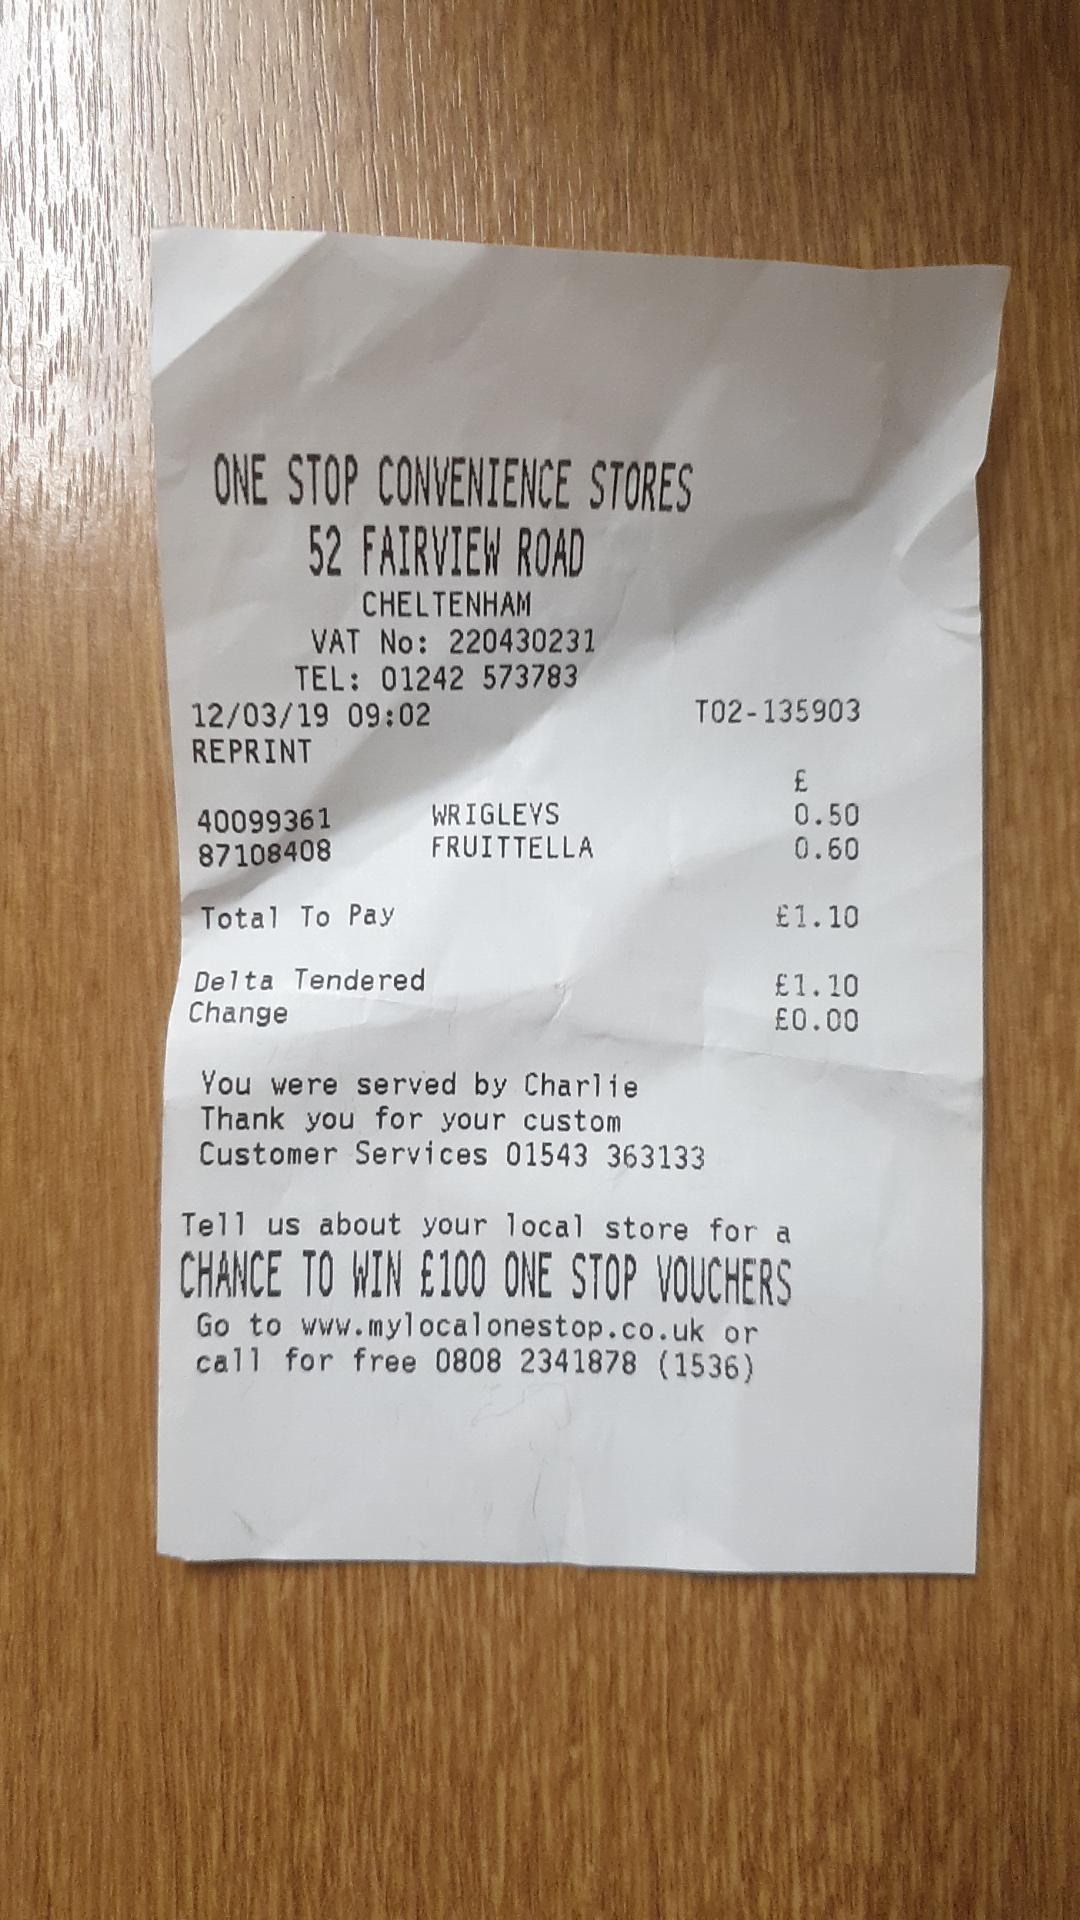 ONE STOP CONVENIENCE STORES
52 FAIRVIEW ROAD
CHELTENHAM
VAT No: 220430231
TEL: 01242 573783
12/03/19 09:02 T02-135903
REPRINT
£
40099361 WRIGLEYS 0.50
87108408 FRUITTELLA 0.60
Total To Pay £1.10
Delta Tendered £1.10
Change £0.00
You were served by Charlie
Thank you for your custom
Customer Services 01543 363133
Tell us about your local store for a
CHANCE TO WIN £100 ONE STOP VOUCHERS
Go to www.mylocalonestop.co.uk or
call for free 0808 2341878 (1536)